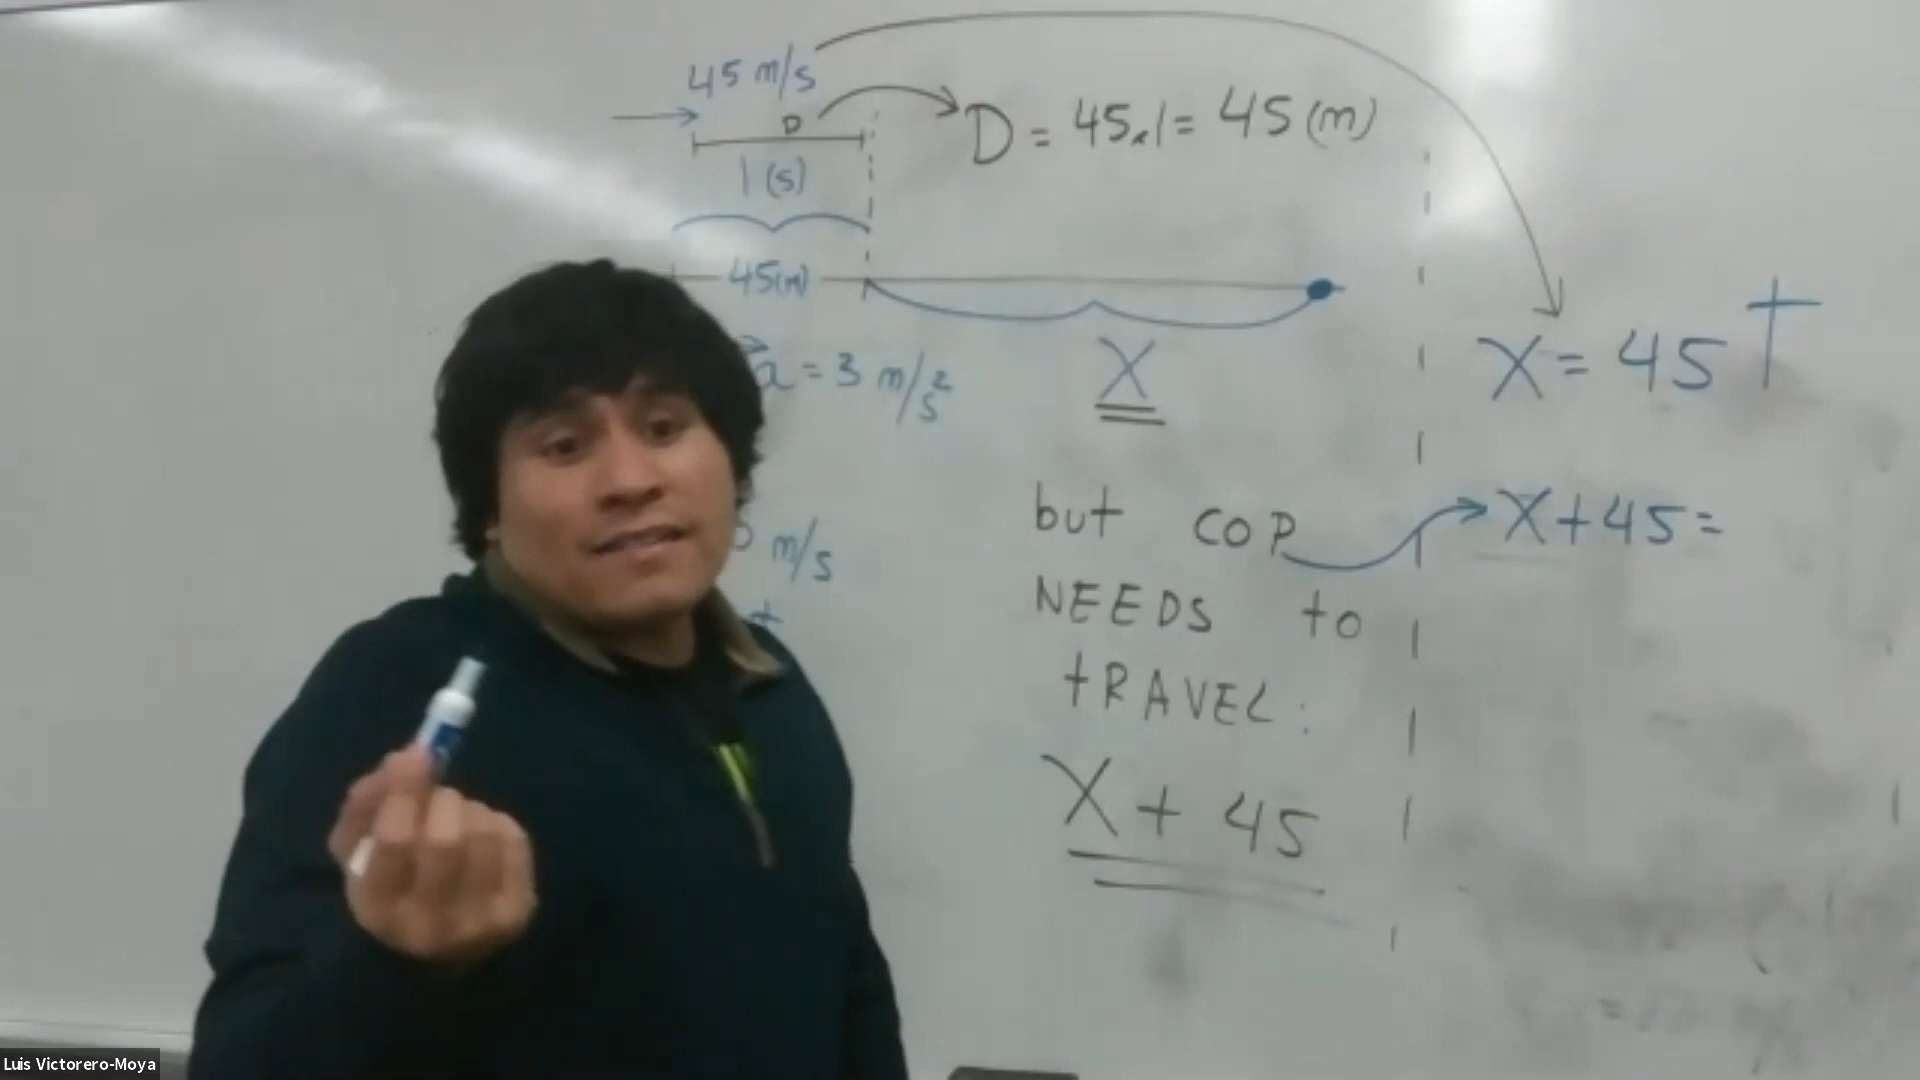 45 m/s
D
D = 45.1 = 45 (m)
1 (s)
45(m)
a = 3 m/s²
X
X = 45 T
but COP
X + 45 =
m/s
NEEDS to
t
tRAVEL:
X + 45
Luis Victorero-Moya